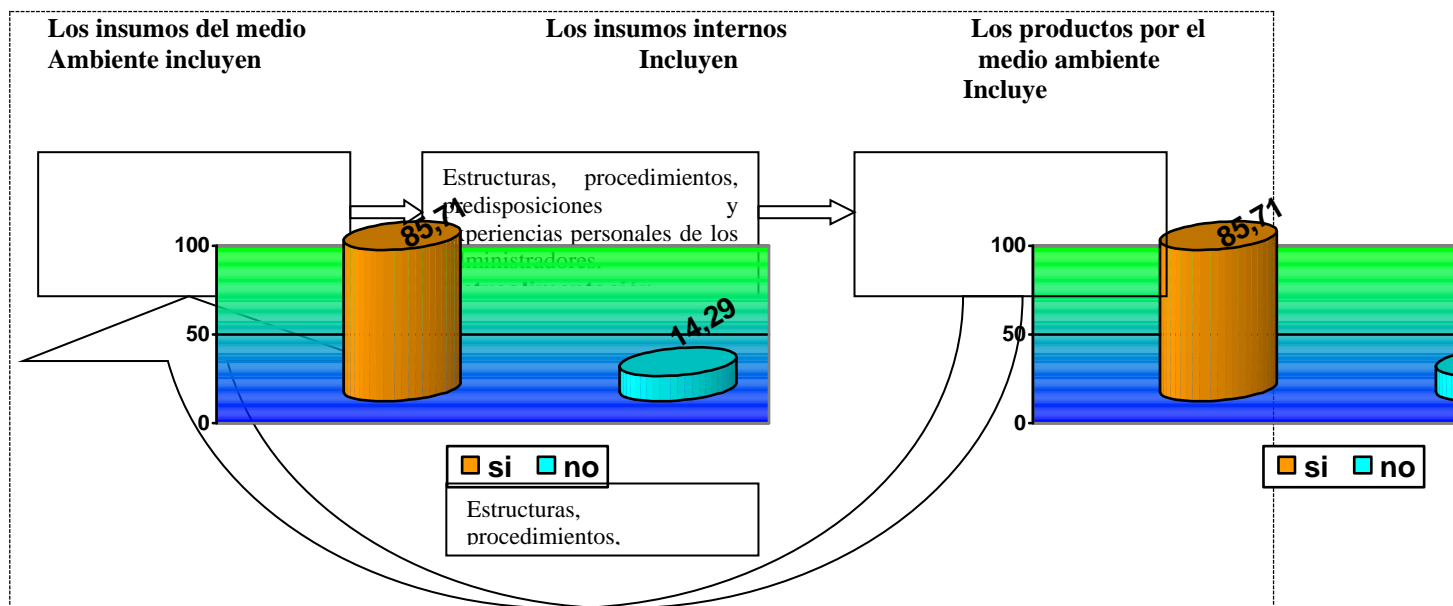 Los insumos del medio
Ambiente incluyen
Los insumos internos
Incluyen
Los productos por el
medio ambiente
Incluye
Estructuras, procedimientos,
predisposiciones y
experiencias personales de los
administradores.
85,71
14,29
100
50
0
si no
85,71
100
50
0
si no
Estructuras,
procedimientos,